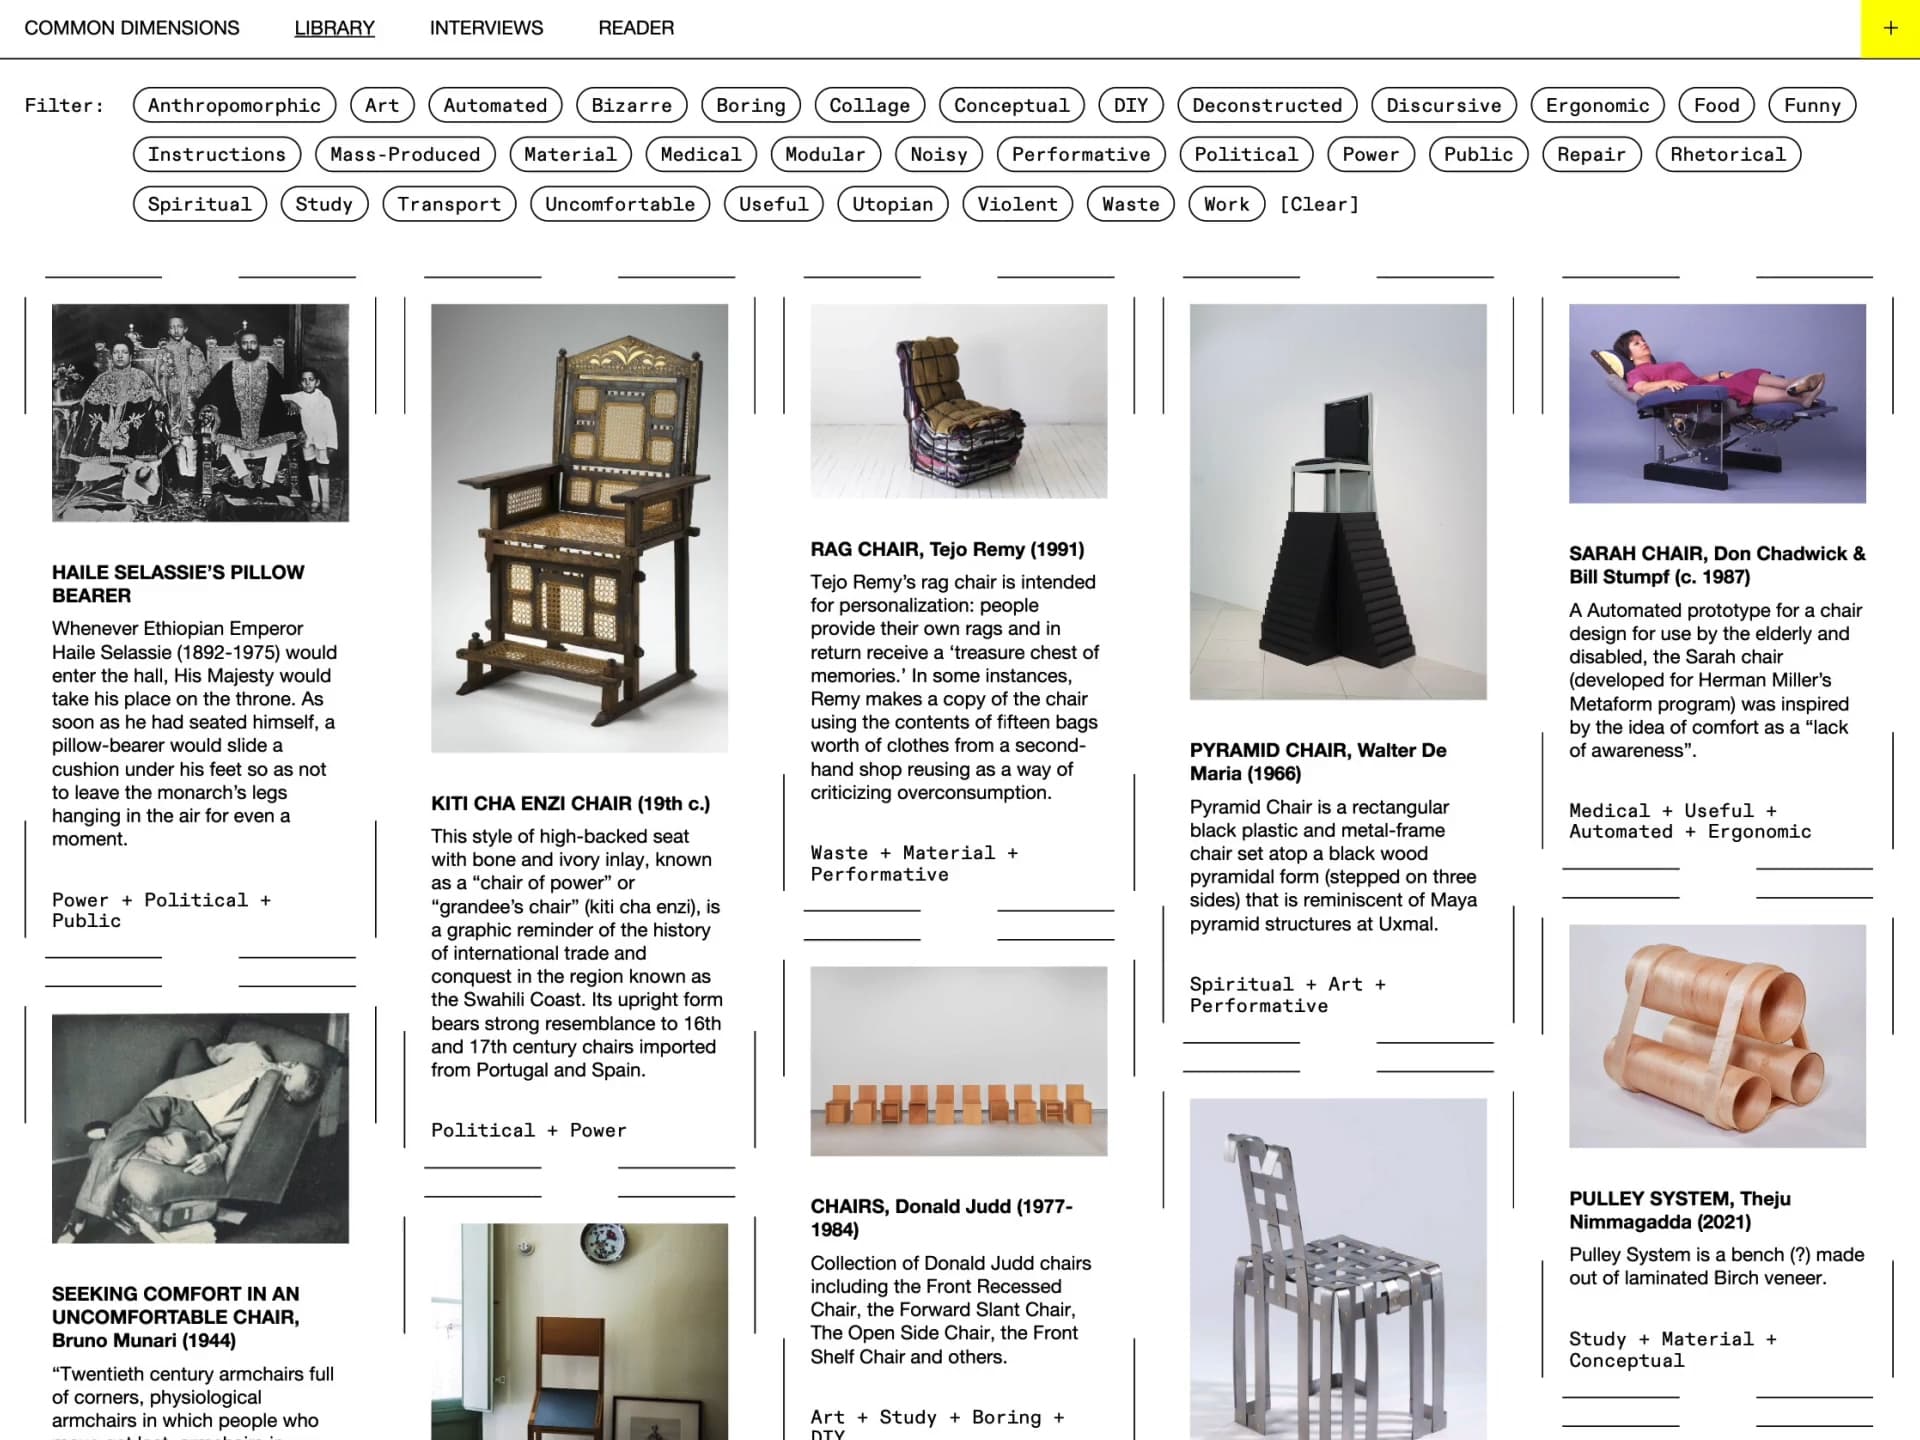 COMMON DIMENSIONS LIBRARY INTERVIEWS READER +
Filter: Anthropomorphic Art Automated Bizarre Boring Collage Conceptual DIY Deconstructed Discursive Ergonomic Food Funny
Instructions Mass-Produced Material Medical Modular Noisy Performative Political Power Public Repair Rhetorical
Spiritual Study Transport Uncomfortable Useful Utopian Violent Waste Work [Clear]
HAILE SELASSIE’S PILLOW
BEARER
Whenever Ethiopian Emperor
Haile Selassie (1892-1975) would
enter the hall, His Majesty would
take his place on the throne. As
soon as he had seated himself, a
pillow-bearer would slide a
cushion under his feet so as not
to leave the monarch’s legs
hanging in the air for even a
moment.
Power + Political +
Public
SEEKING COMFORT IN AN
UNCOMFORTABLE CHAIR,
Bruno Munari (1944)
“Twentieth century armchairs full
of corners, physiological
armchairs in which people who
KITI CHA ENZI CHAIR (19th c.)
This style of high-backed seat
with bone and ivory inlay, known
as a “chair of power” or
“grandee’s chair” (kiti cha enzi), is
a graphic reminder of the history
of international trade and
conquest in the region known as
the Swahili Coast. Its upright form
bears strong resemblance to 16th
and 17th century chairs imported
from Portugal and Spain.
Political + Power
RAG CHAIR, Tejo Remy (1991)
Tejo Remy’s rag chair is intended
for personalization: people
provide their own rags and in
return receive a ‘treasure chest of
memories.’ In some instances,
Remy makes a copy of the chair
using the contents of fifteen bags
worth of clothes from a second-
hand shop reusing as a way of
criticizing overconsumption.
Waste + Material +
Performative
CHAIRS, Donald Judd (1977-
1984)
Collection of Donald Judd chairs
including the Front Recessed
Chair, the Forward Slant Chair,
The Open Side Chair, the Front
Shelf Chair and others.
Art + Study + Boring +
DIY
PYRAMID CHAIR, Walter De
Maria (1966)
Pyramid Chair is a rectangular
black plastic and metal-frame
chair set atop a black wood
pyramidal form (stepped on three
sides) that is reminiscent of Maya
pyramid structures at Uxmal.
Spiritual + Art +
Performative
SARAH CHAIR, Don Chadwick &
Bill Stumpf (c. 1987)
A Automated prototype for a chair
design for use by the elderly and
disabled, the Sarah chair
(developed for Herman Miller’s
Metaform program) was inspired
by the idea of comfort as a “lack
of awareness”.
Medical + Useful +
Automated + Ergonomic
PULLEY SYSTEM, Theju
Nimmagadda (2021)
Pulley System is a bench (?) made
out of laminated Birch veneer.
Study + Material +
Conceptual